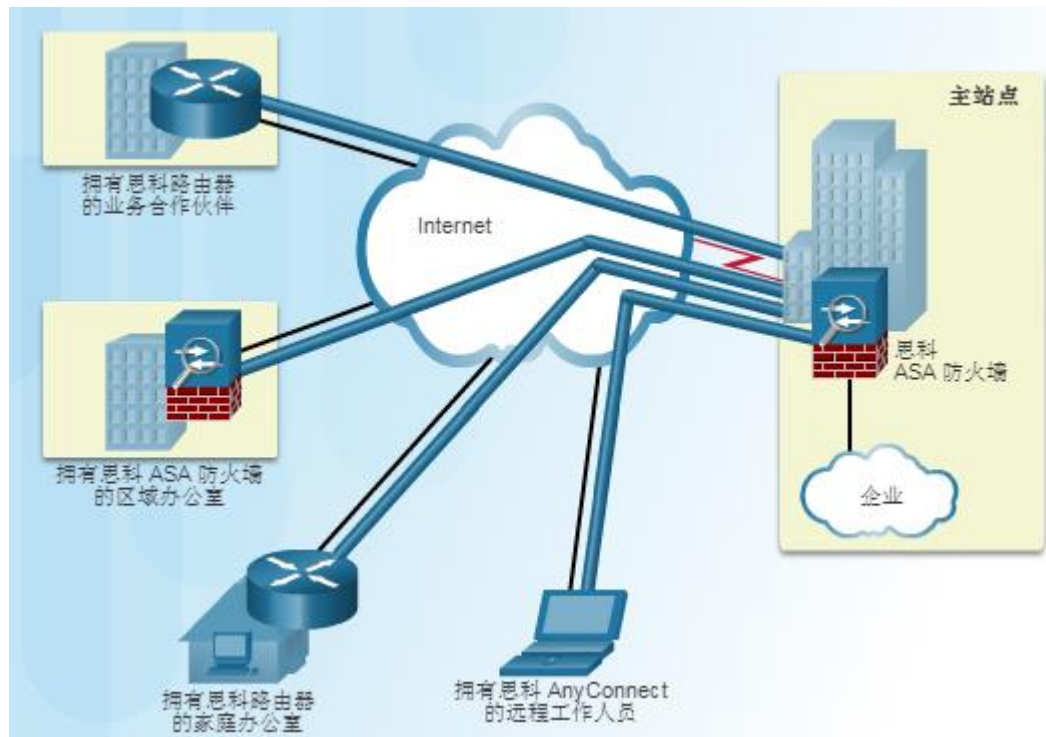 主站点
拥有思科路由器
的业务合作伙伴
Internet
思科
ASA 防火墙
拥有思科 ASA 防火墙
的区域办公室
企业
拥有思科路由器
的家庭办公室
拥有思科 AnyConnect
的远程工作人员